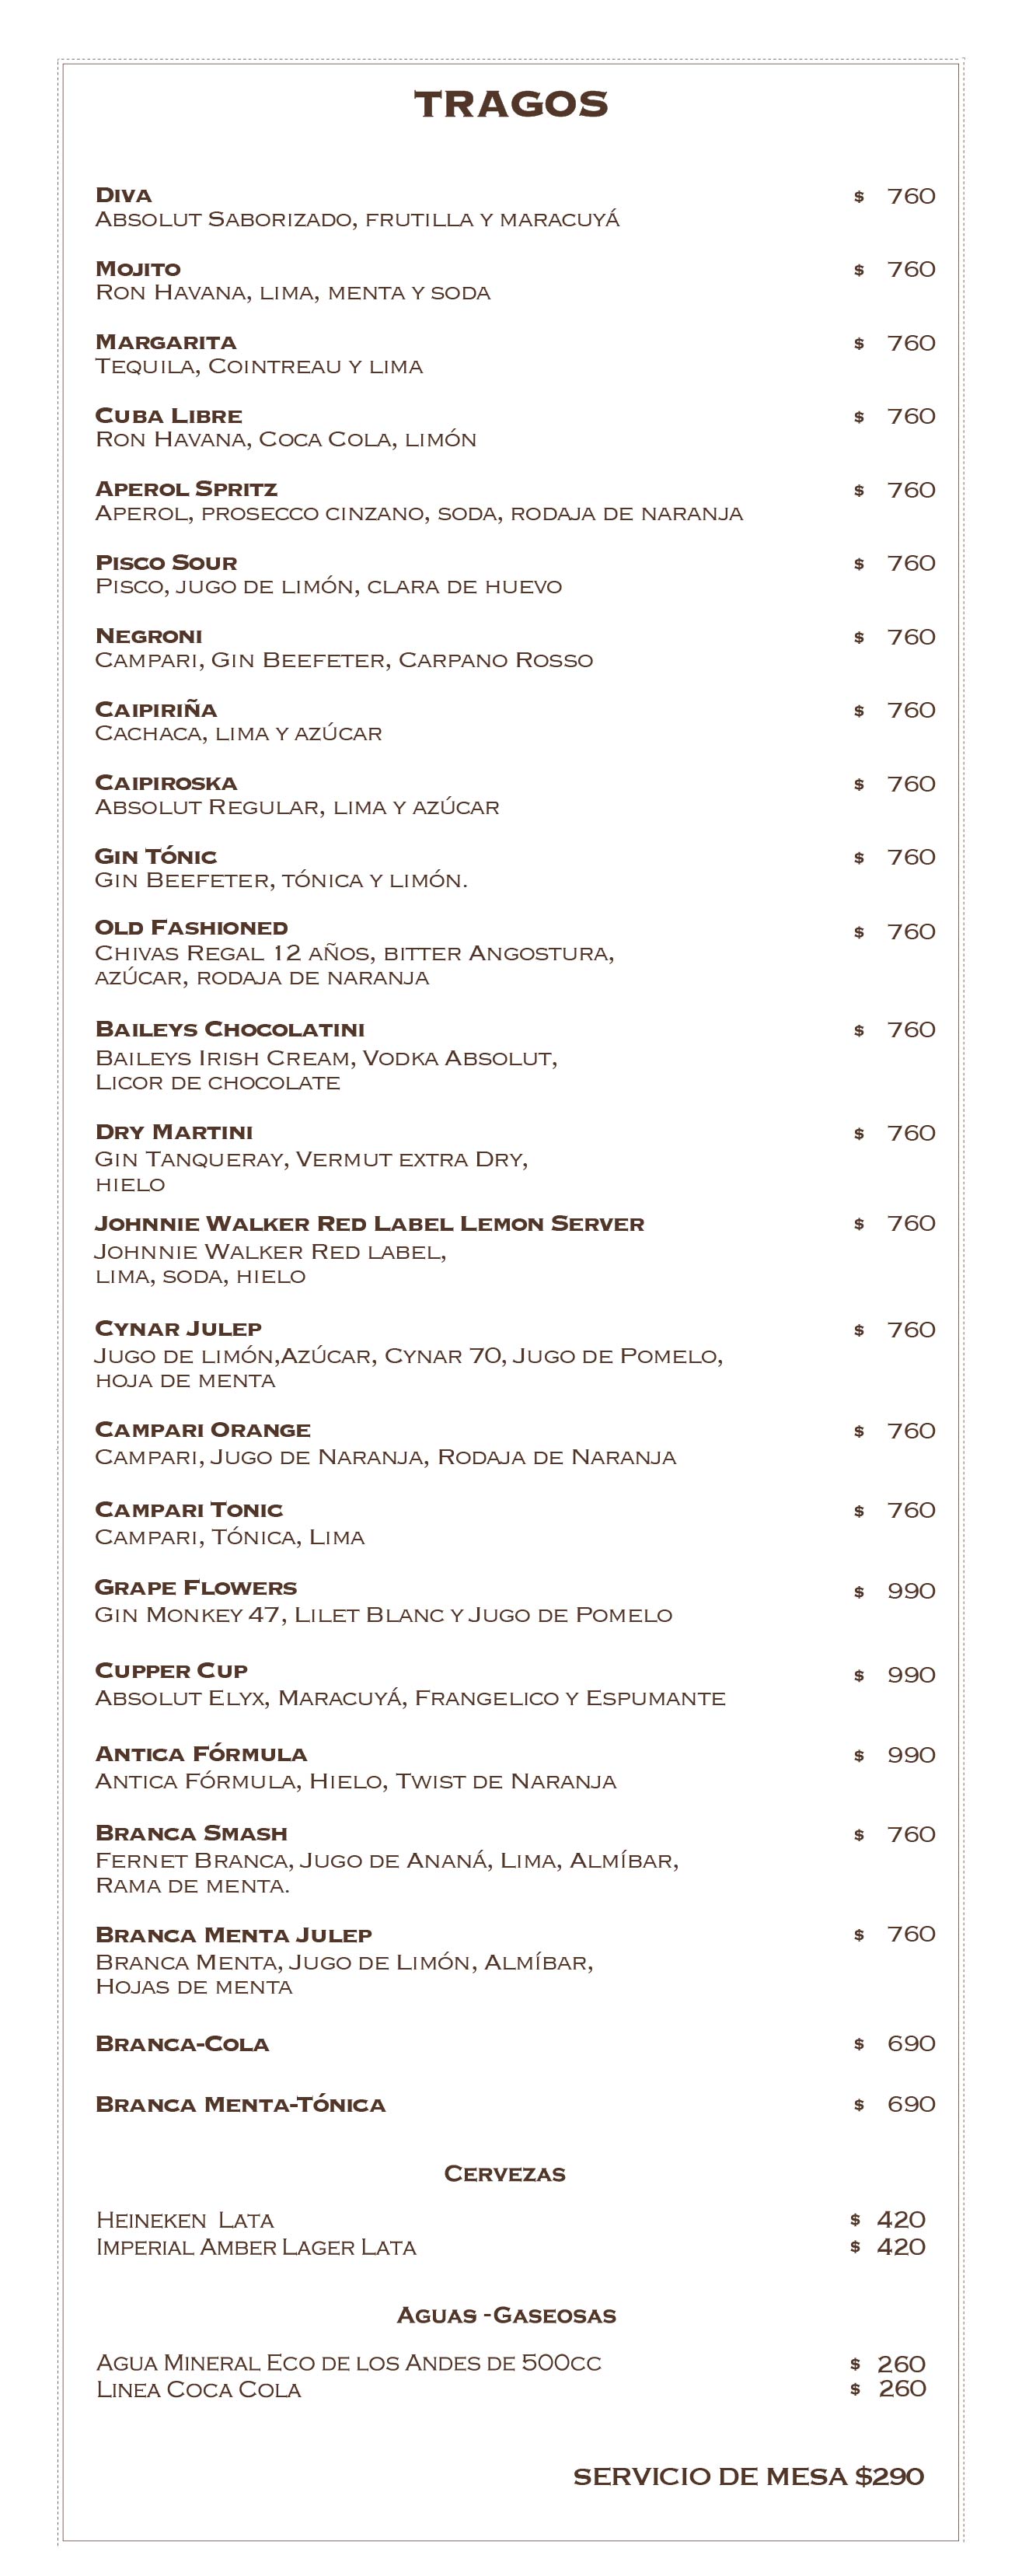 TRAGOS
DIVA $ 760
ABSOLUT SABORIZADO, FRUTILLA Y MARACUYÁ
MOJITO $ 760
RON HAVANA, LIMA, MENTA Y SODA
MARGARITA $ 760
TEQUILA, COINTREAU Y LIMA
CUBA LIBRE $ 760
RON HAVANA, COCA COLA, LIMÓN
APEROL SPRITZ $ 760
APEROL, PROSECCO CINZANO, SODA, RODAJA DE NARANJA
PISCO SOUR $ 760
PISCO, JUGO DE LIMÓN, CLARA DE HUEVO
NEGRONI $ 760
CAMPARI, GIN BEEFETER, CARPANO ROSSO
CAIPIRIÑA $ 760
CACHACA, LIMA Y AZÚCAR
CAIPIROSKA $ 760
ABSOLUT REGULAR, LIMA Y AZÚCAR
GIN TÓNIC $ 760
GIN BEEFETER, TÓNICA Y LIMÓN.
OLD FASHIONED $ 760
CHIVAS REGAL 12 AÑOS, BITTER ANGOSTURA,
AZÚCAR, RODAJA DE NARANJA
BAILEYS CHOCOLATINI $ 760
BAILEYS IRISH CREAM, VODKA ABSOLUT,
LICOR DE CHOCOLATE
DRY MARTINI $ 760
GIN TANQUERAY, VERMUT EXTRA DRY,
HIELO
JOHNNIE WALKER RED LABEL LEMON SERVER $ 760
JOHNNIE WALKER RED LABEL,
LIMA, SODA, HIELO
CYNAR JULEP $ 760
JUGO DE LIMÓN,AZÚCAR, CYNAR 70, JUGO DE POMELO,
HOJA DE MENTA
CAMPARI ORANGE $ 760
CAMPARI, JUGO DE NARANJA, RODAJA DE NARANJA
CAMPARI TONIC $ 760
CAMPARI, TÓNICA, LIMA
GRAPE FLOWERS $ 990
GIN MONKEY 47, LILET BLANC Y JUGO DE POMELO
CUPPER CUP $ 990
ABSOLUT ELYX, MARACUYÁ, FRANGELICO Y ESPUMANTE
ANTICA FÓRMULA $ 990
ANTICA FÓRMULA, HIELO, TWIST DE NARANJA
BRANCA SMASH $ 760
FERNET BRANCA, JUGO DE ANANÁ, LIMA, ALMÍBAR,
RAMA DE MENTA.
BRANCA MENTA JULEP $ 760
BRANCA MENTA, JUGO DE LIMÓN, ALMÍBAR,
HOJAS DE MENTA
BRANCA-COLA $ 690
BRANCA MENTA-TÓNICA $ 690
CERVEZAS
HEINEKEN LATA $ 420
IMPERIAL AMBER LAGER LATA $ 420
AGUAS -GASEOSAS
AGUA MINERAL ECO DE LOS ANDES DE 500CC $ 260
LINEA COCA COLA $ 260
SERVICIO DE MESA $290